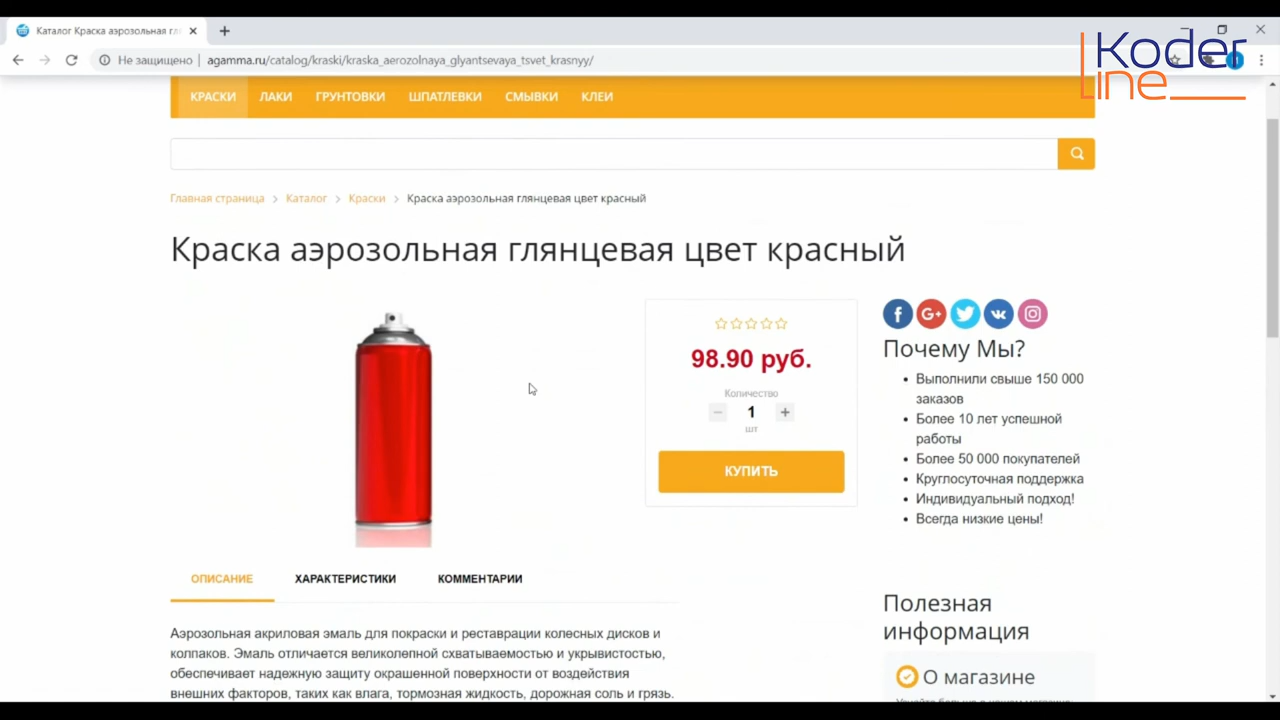 Каталог Краска аэрозольная гл
Не защищено | agamma.ru/catalog/kraski/kraska_aerozolnaya_glyantsevaya_tsvet_krasnyy/
Koder
Line
КРАСКИ ЛАКИ ГРУНТОВКИ ШПАТЛЕВКИ СМЫВКИ КЛЕИ
Главная страница > Каталог > Краски > Краска аэрозольная глянцевая цвет красный
Краска аэрозольная глянцевая цвет красный
98.90 руб.
Количество
− 1 +
шт
КУПИТЬ
f G+ vk
Почему Мы?
• Выполнили свыше 150 000
заказов
• Более 10 лет успешной
работы
• Более 50 000 покупателей
• Круглосуточная поддержка
• Индивидуальный подход!
• Всегда низкие цены!
ОПИСАНИЕ ХАРАКТЕРИСТИКИ КОММЕНТАРИИ
Аэрозольная акриловая эмаль для покраски и реставрации колесных дисков и
колпаков. Эмаль отличается великолепной схватываемостью и укрывистостью,
обеспечивает надежную защиту окрашенной поверхности от воздействия
внешних факторов, таких как влага, тормозная жидкость, дорожная соль и грязь.
Полезная
информация
О магазине